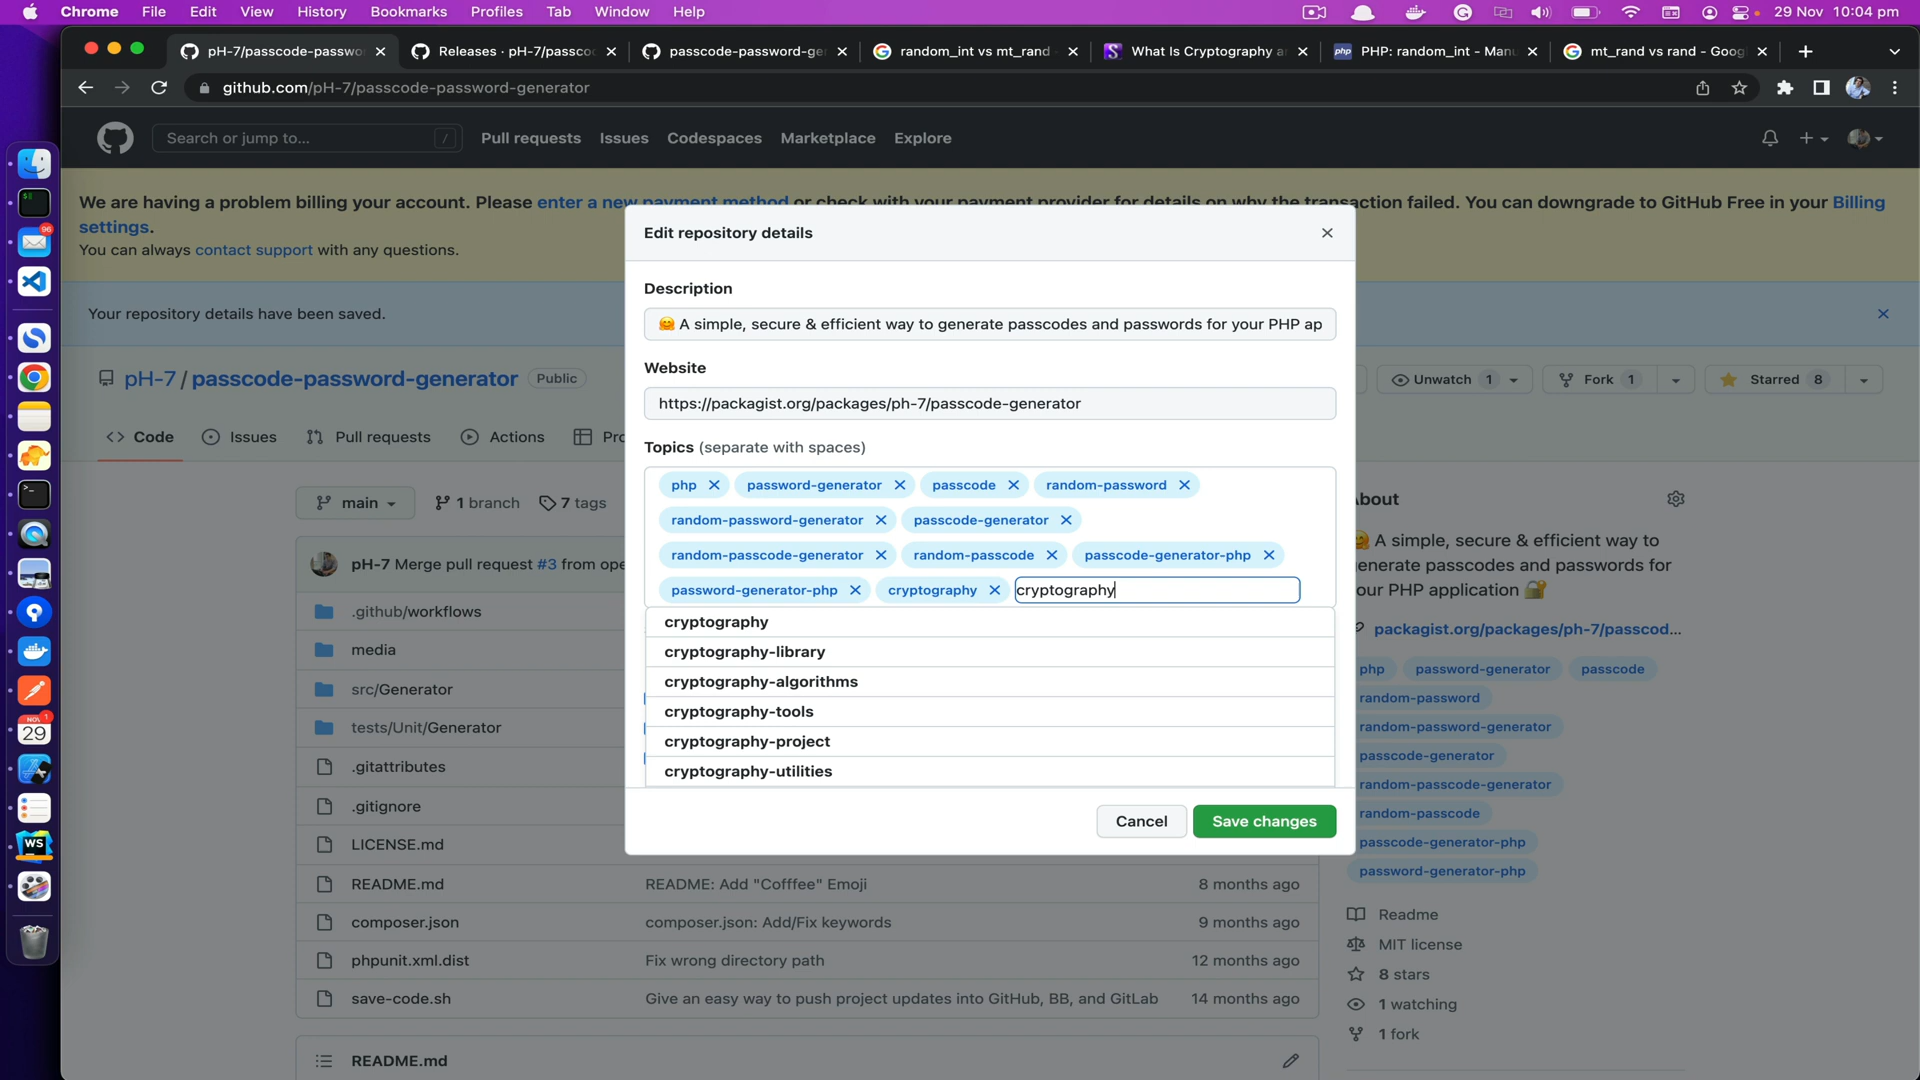 Chrome File Edit View History Bookmarks Profiles Tab Window Help 29 Nov 10:04 pm
pH-7/passcode-passwo Releases · pH-7/passco passcode-password-ge random_int vs mt_rand What Is Cryptography a PHP: random_int - Man mt_rand vs rand - Goog
github.com/pH-7/passcode-password-generator
Search or jump to... / Pull requests Issues Codespaces Marketplace Explore
We are having a problem billing your account. Please enter a new payment method or check with your payment provider for details on why the transaction failed. You can downgrade to GitHub Free in your Billing
settings.
You can always contact support with any questions.
Your repository details have been saved.
pH-7 / passcode-password-generator Public
Unwatch 1 Fork 1 Starred 8
Code Issues Pull requests Actions Pro
main 1 branch 7 tags
pH-7 Merge pull request #3 from ope
.github/workflows
media
src/Generator
tests/Unit/Generator
.gitattributes
.gitignore
LICENSE.md
README.md README: Add "Cofffee" Emoji 8 months ago
composer.json composer.json: Add/Fix keywords 9 months ago
phpunit.xml.dist Fix wrong directory path 12 months ago
save-code.sh Give an easy way to push project updates into GitHub, BB, and GitLab 14 months ago
README.md
Edit repository details
Description
🤗 A simple, secure & efficient way to generate passcodes and passwords for your PHP ap
Website
https://packagist.org/packages/ph-7/passcode-generator
Topics (separate with spaces)
php password-generator passcode random-password
random-password-generator passcode-generator
random-passcode-generator random-passcode passcode-generator-php
password-generator-php cryptography cryptography
cryptography
cryptography-library
cryptography-algorithms
cryptography-tools
cryptography-project
cryptography-utilities
Cancel Save changes
bout
🤗 A simple, secure & efficient way to
enerate passcodes and passwords for
our PHP application 🔐
packagist.org/packages/ph-7/passcod...
php password-generator passcode
random-password
random-password-generator
passcode-generator
random-passcode-generator
random-passcode
passcode-generator-php
password-generator-php
Readme
MIT license
8 stars
1 watching
1 fork
96
NOV 1
29
WS